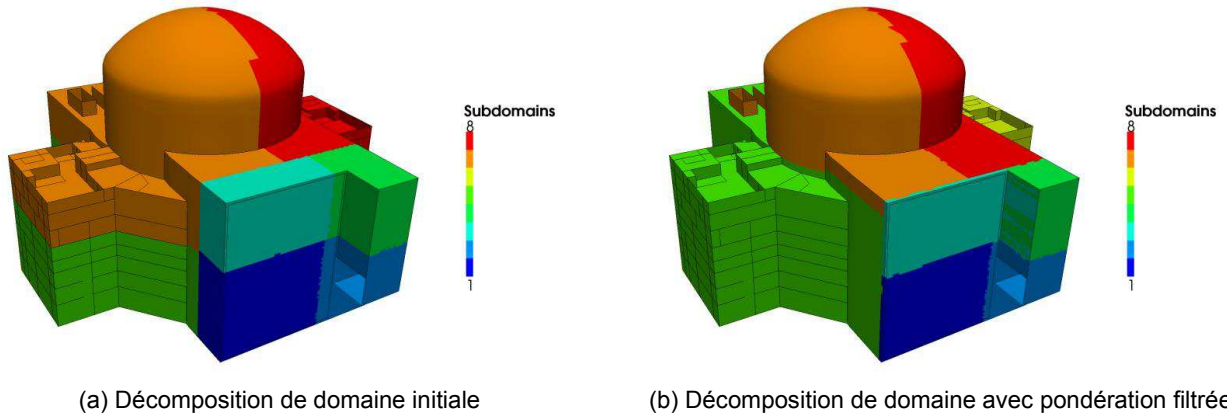 Subdomains
8
1
Subdomains
8
1
(a) Décomposition de domaine initiale
(b) Décomposition de domaine avec pondération filtrée